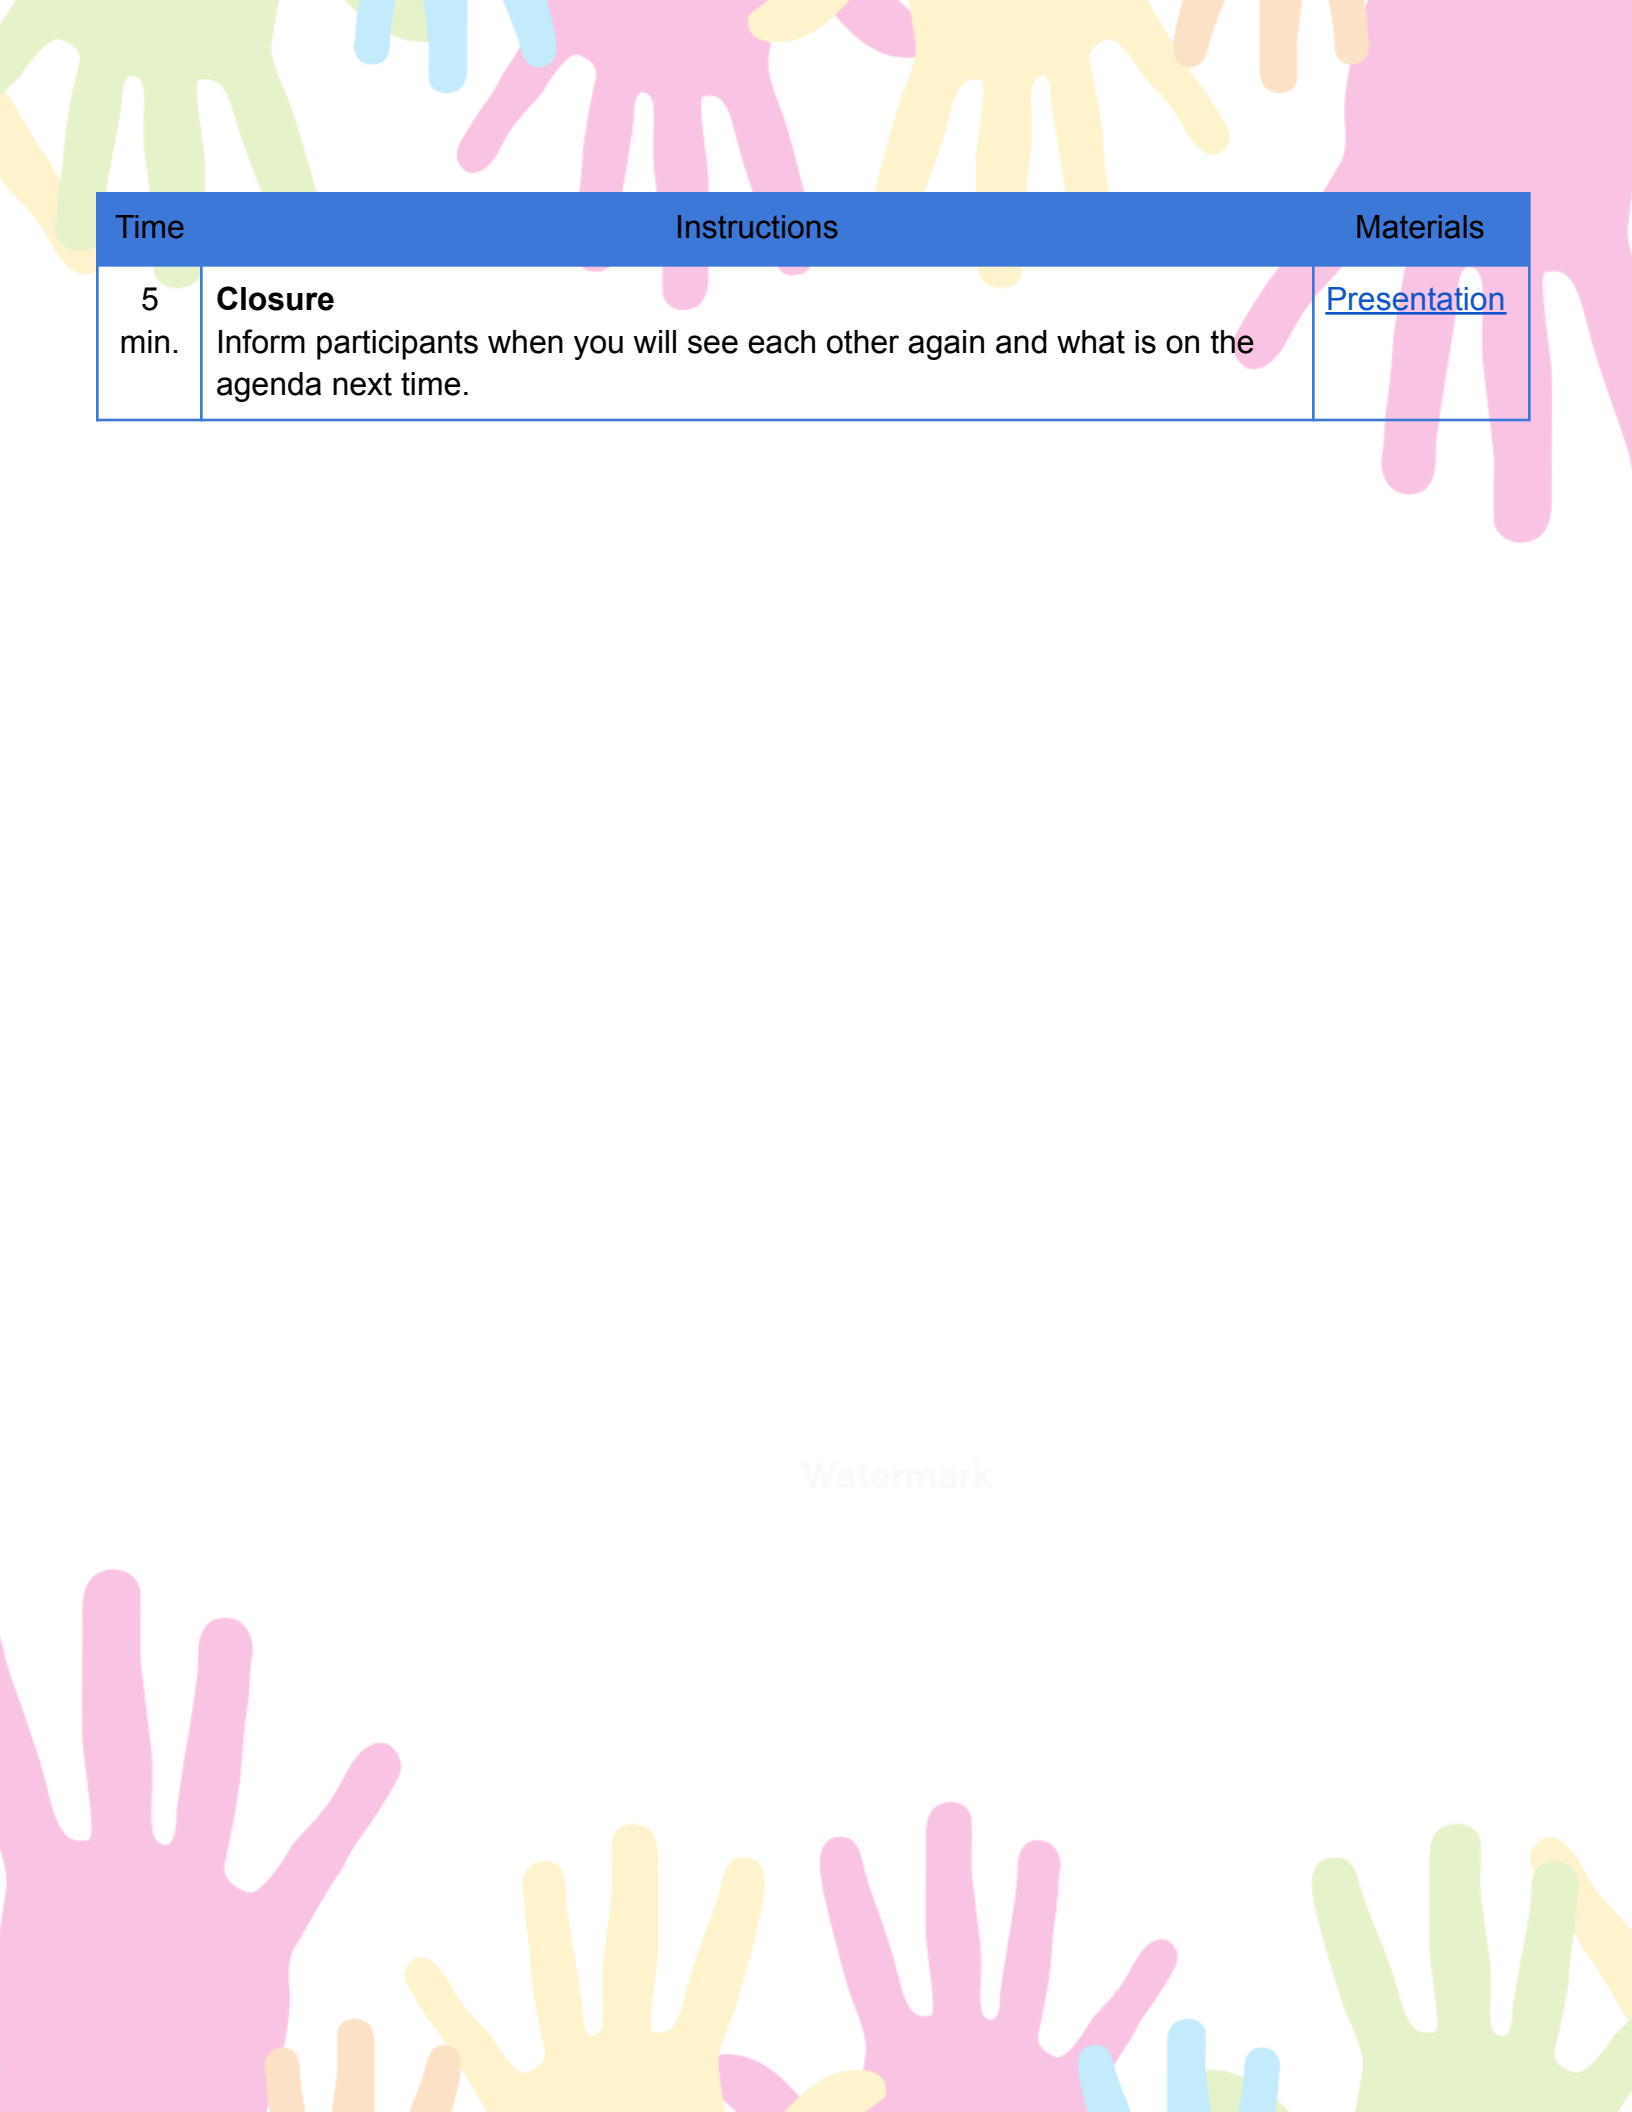 Time Instructions Materials
5 min. Closure Presentation
Inform participants when you will see each other again and what is on the
agenda next time.
Watermark